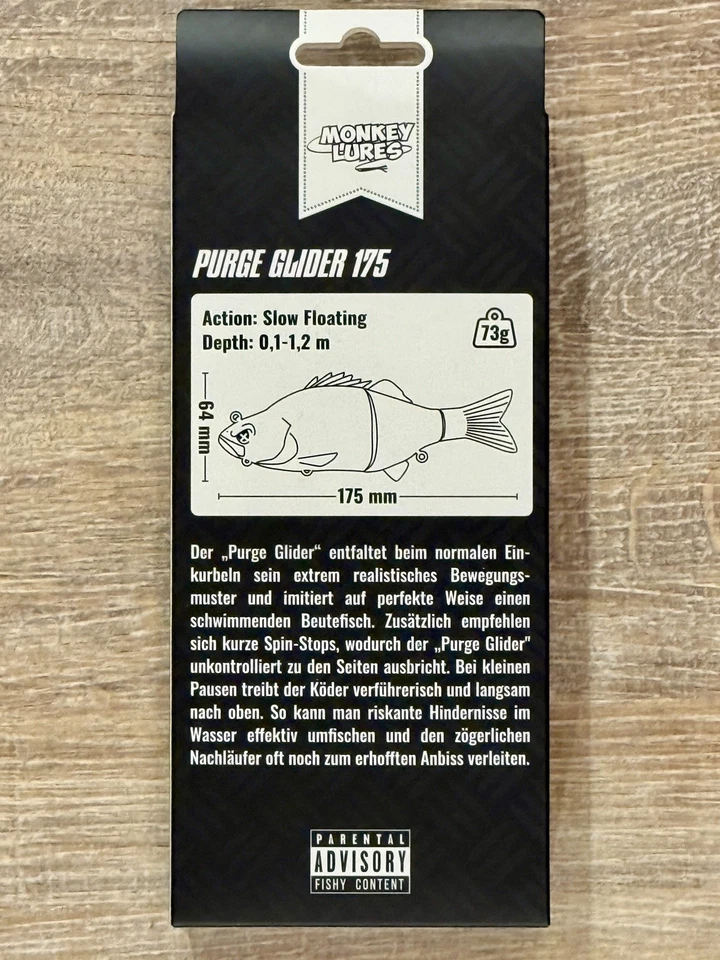 MONKEY
LURES
PURGE GLIDER 175
Action: Slow Floating
Depth: 0,1-1,2 m
73g
64 mm
175 mm
Der „Purge Glider“ entfaltet beim normalen Ein-
kurbeln sein extrem realistisches Bewegungs-
muster und imitiert auf perfekte Weise einen
schwimmenden Beutefisch. Zusätzlich empfehlen
sich kurze Spin-Stops, wodurch der „Purge Glider"
unkontrolliert zu den Seiten ausbricht. Bei kleinen
Pausen treibt der Köder verführerisch und langsam
nach oben. So kann man riskante Hindernisse im
Wasser effektiv umfischen und den zögerlichen
Nachläufer oft noch zum erhofften Anbiss verleiten.
PARENTAL
ADVISORY
FISHY CONTENT